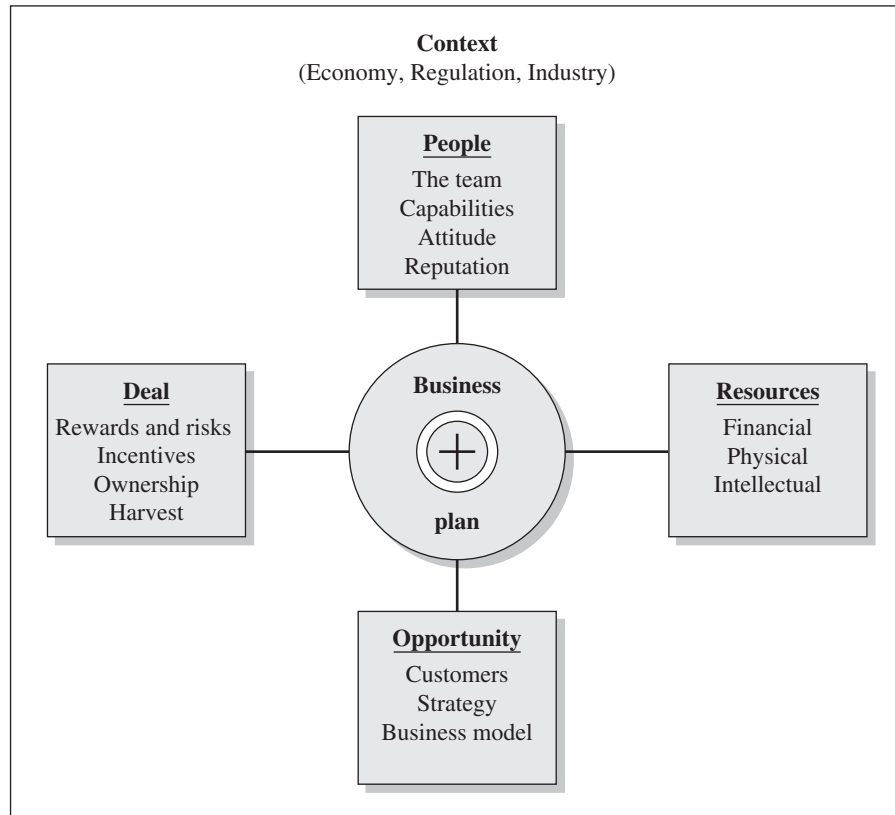 Context
(Economy, Regulation, Industry)
People
The team
Capabilities
Attitude
Reputation
Deal
Rewards and risks
Incentives
Ownership
Harvest
Business
plan
Resources
Financial
Physical
Intellectual
Opportunity
Customers
Strategy
Business model